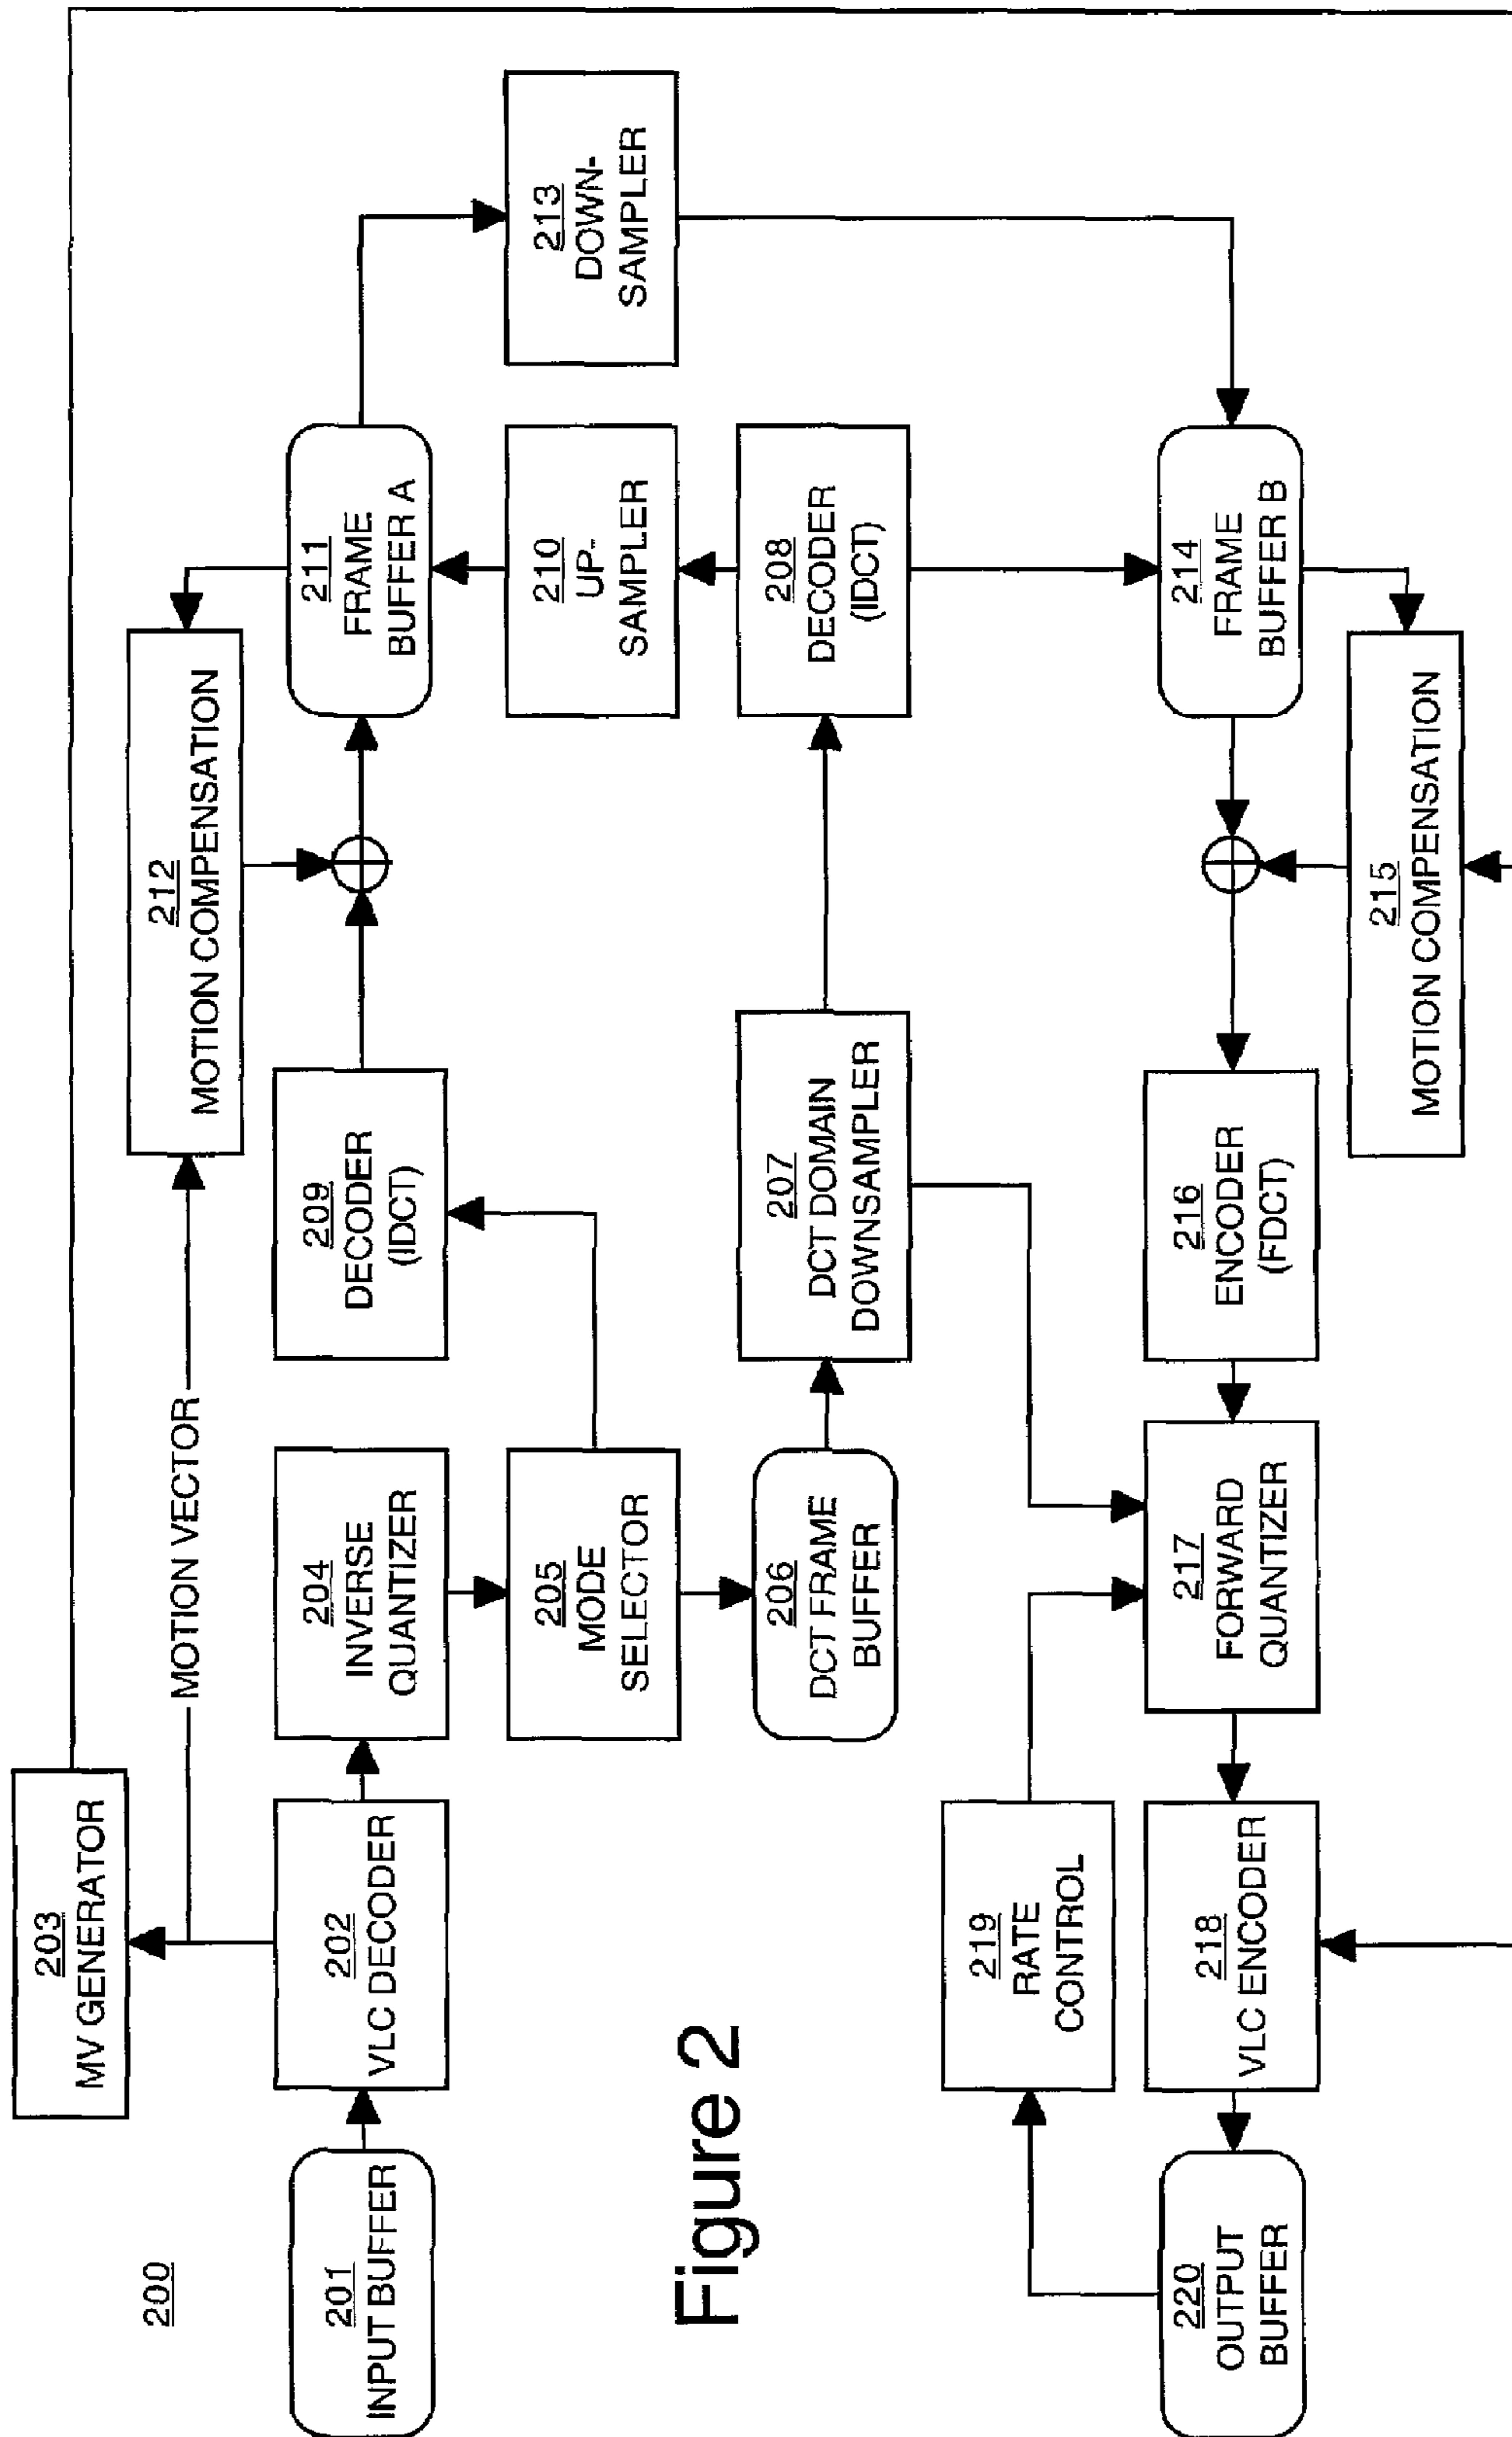 200
203
MV GENERATOR
MOTION VECTOR
212
MOTION COMPENSATION
201
INPUT BUFFER
202
VLC DECODER
204
INVERSE
QUANTIZER
209
DECODER
(IDCT)
211
FRAME
BUFFER A
205
MODE
SELECTOR
210
UP-
SAMPLER
213
DOWN-
SAMPLER
206
DCT FRAME
BUFFER
207
DCT DOMAIN
DOWNSAMPLER
208
DECODER
(IDCT)
Figure 2
219
RATE
CONTROL
220
OUTPUT
BUFFER
218
VLC ENCODER
217
FORWARD
QUANTIZER
216
ENCODER
(FDCT)
214
FRAME
BUFFER B
215
MOTION COMPENSATION